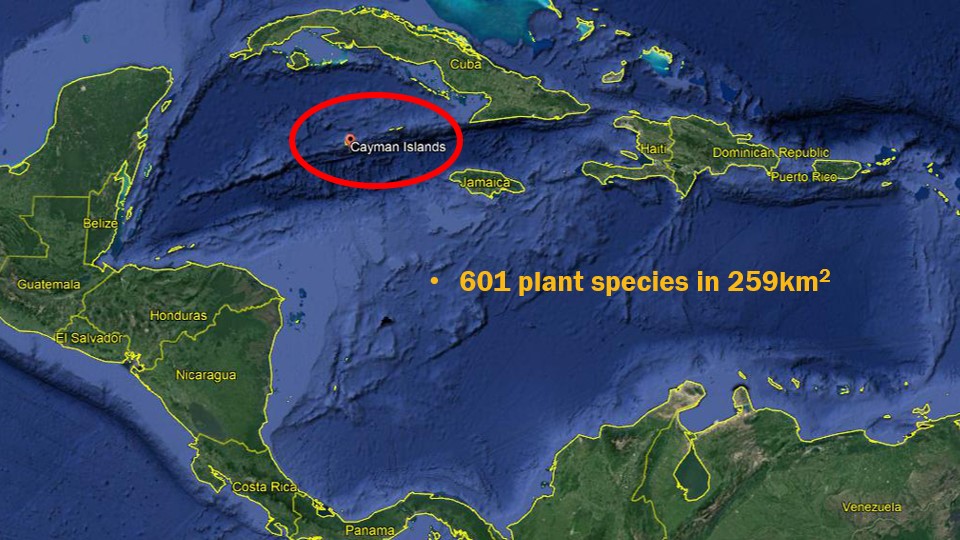 Cuba
Cayman Islands
Haiti
Dominican Republic
Jamaica
Puerto Rico
Belize
• 601 plant species in 259km²
Guatemala
Honduras
El Salvador
Nicaragua
Costa Rica
Venezuela
Panama